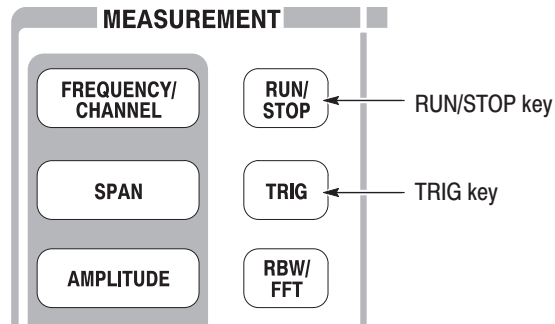 MEASUREMENT
FREQUENCY/
CHANNEL
RUN/
STOP
RUN/STOP key
SPAN
TRIG
TRIG key
AMPLITUDE
RBW/
FFT